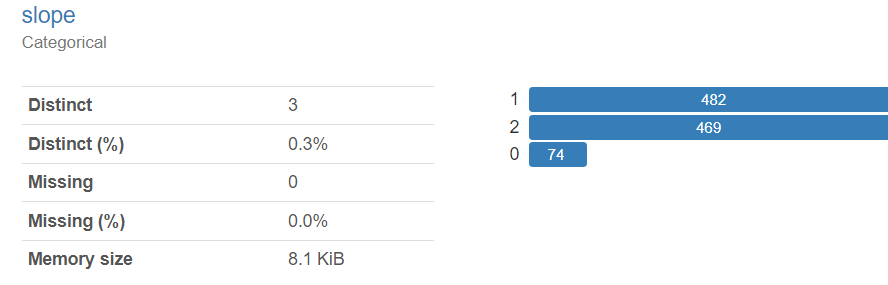 slope
Categorical
Distinct 3
Distinct (%) 0.3%
Missing 0
Missing (%) 0.0%
Memory size 8.1 KiB
1 482
2 469
0 74